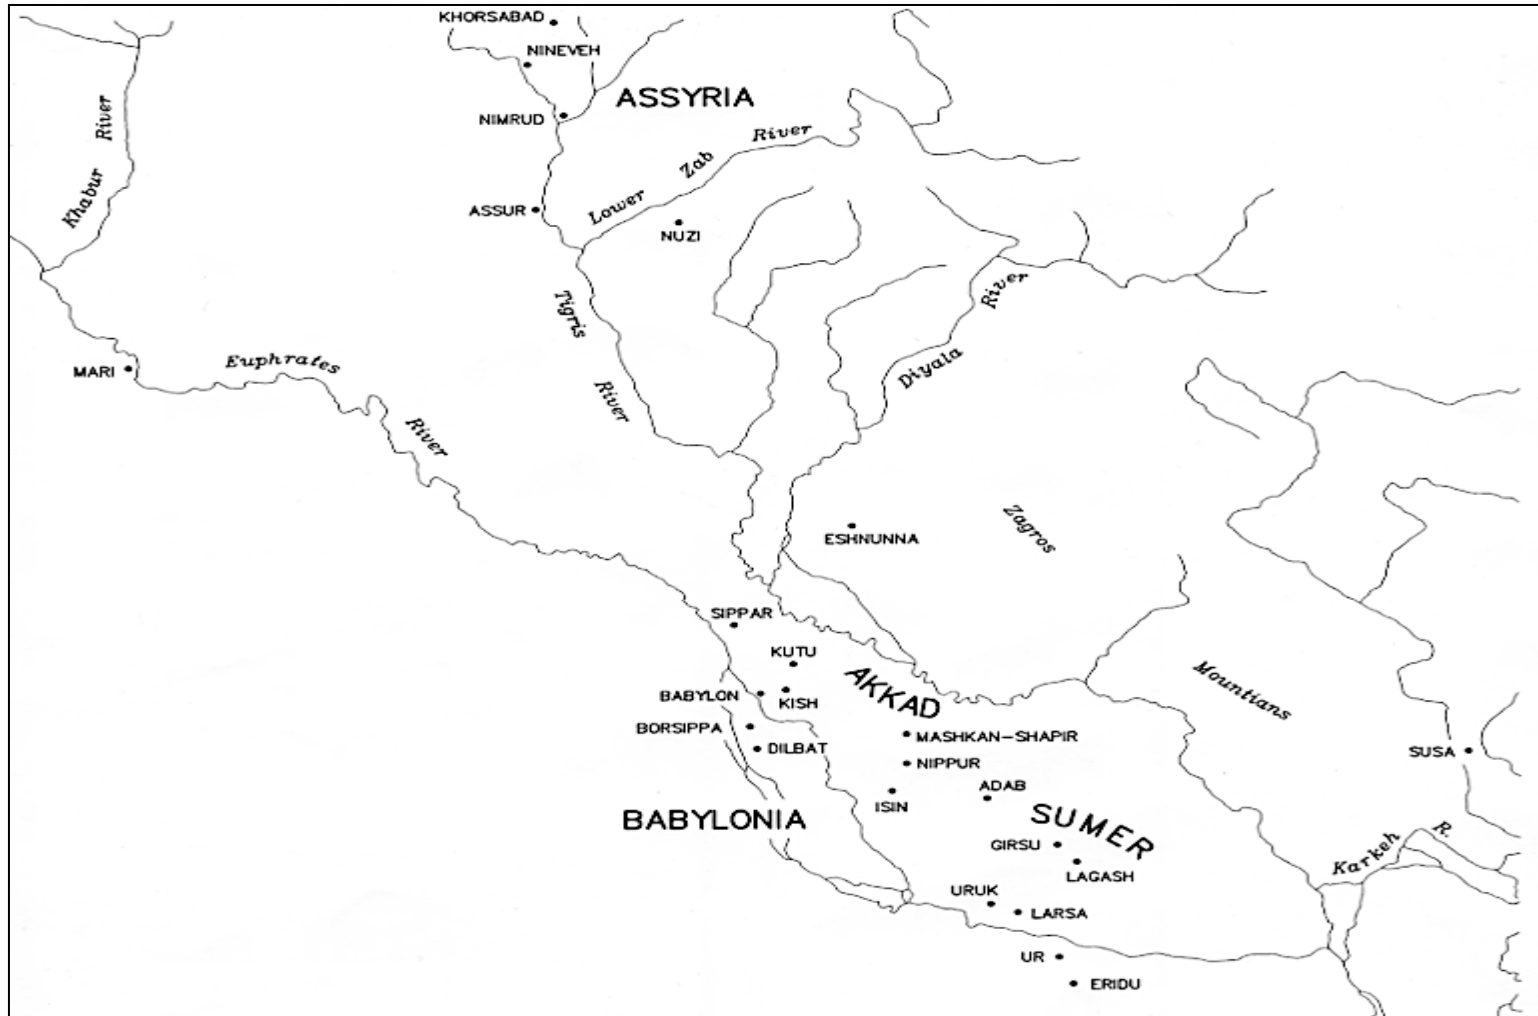 KHORSABAD
NINEVEH
ASSYRIA
Khabur River
NIMRUD
Lower Zab River
ASSUR
NUZI
Tigris River
Diyala River
MARI
Euphrates River
ESHNUNNA
Zagros Mountians
SIPPAR
KUTU
AKKAD
BABYLON
KISH
BORSIPPA
MASHKAN-SHAPIR
DILBAT
SUSA
NIPPUR
ADAB
ISIN
BABYLONIA
SUMER
GIRSU
Karkeh R.
LAGASH
URUK
LARSA
UR
ERIDU